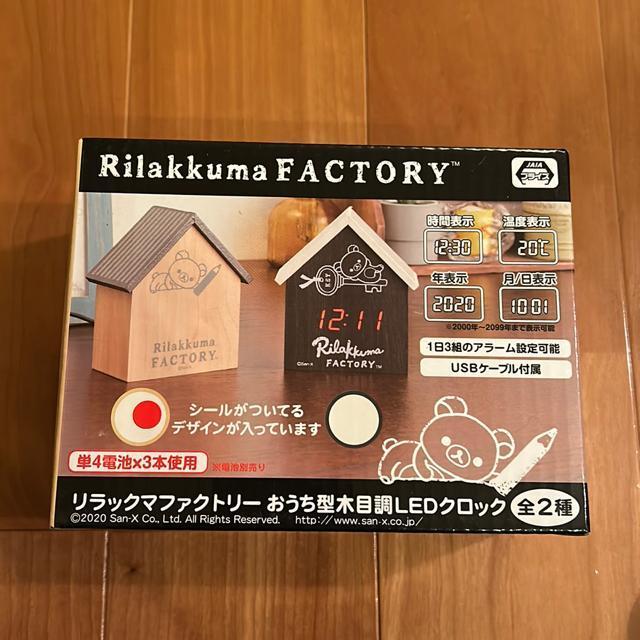 Rilakkuma FACTORY™
JAIA
プライズ
時間表示
温度表示
12:30
20℃
年表示
月/日表示
2020
10:01
※2000年～2099年まで表示可能
1日3組のアラーム設定可能
USBケーブル付属
Rilakkuma
FACTORY™
©San-X
12:11
Rilakkuma
©San-X
FACTORY™
シールがついてる
デザインが入っています
単4電池×3本使用
※電池別売り
リラックマファクトリー おうち型木目調LEDクロック 全2種
©2020 San-X Co., Ltd. All Rights Reserved. http://www.san-x.co.jp/